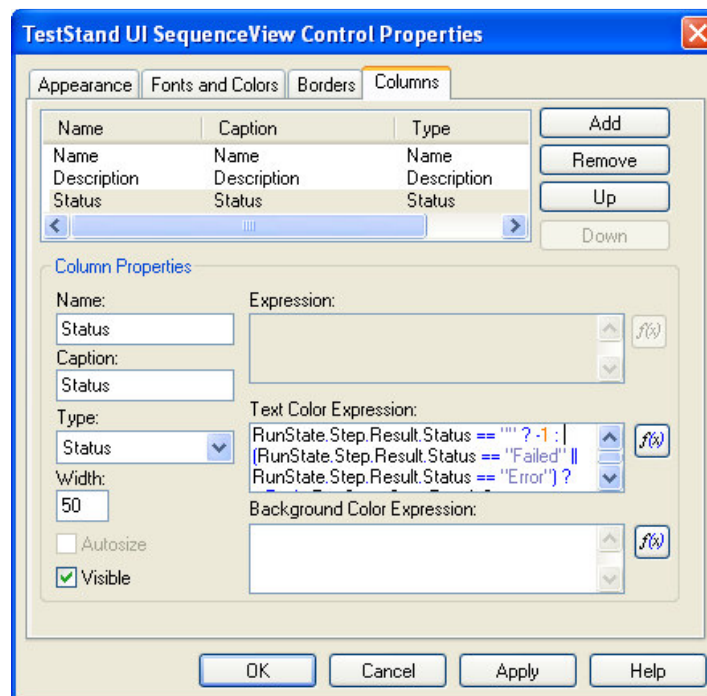 TestStand UI SequenceView Control Properties
Appearance Fonts and Colors Borders Columns
Name Caption Type
Name Name Name
Description Description Description
Status Status Status
Add
Remove
Up
Down
Column Properties
Name:
Status
Caption:
Status
Type:
Status
Width:
50
Autosize
Visible
Expression:
f(x)
Text Color Expression:
RunState.Step.Result.Status == "" ? -1 :
(RunState.Step.Result.Status == "Failed" ||
RunState.Step.Result.Status == "Error") ?
f(x)
Background Color Expression:
f(x)
OK Cancel Apply Help